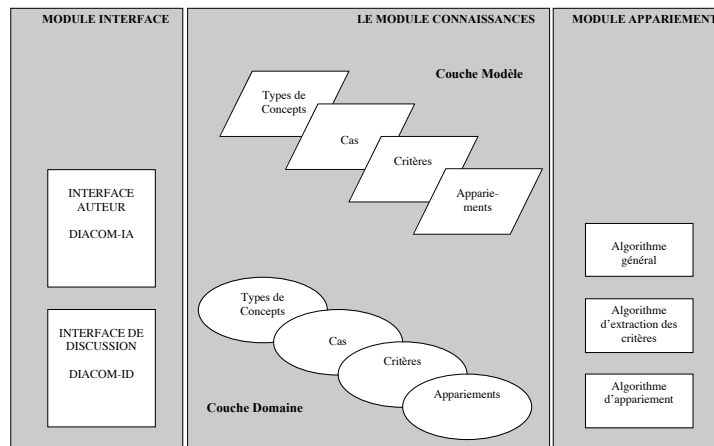 MODULE INTERFACE
INTERFACE
AUTEUR
DIACOM-IA
INTERFACE DE
DISCUSSION
DIACOM-ID
LE MODULE CONNAISSANCES
Couche Modèle
Types de
Concepts
Cas
Critères
Apparie-
ments
Types de
Concepts
Cas
Critères
Appariements
Couche Domaine
MODULE APPARIEMENT
Algorithme
général
Algorithme
d'extraction des
critères
Algorithme
d'appariement